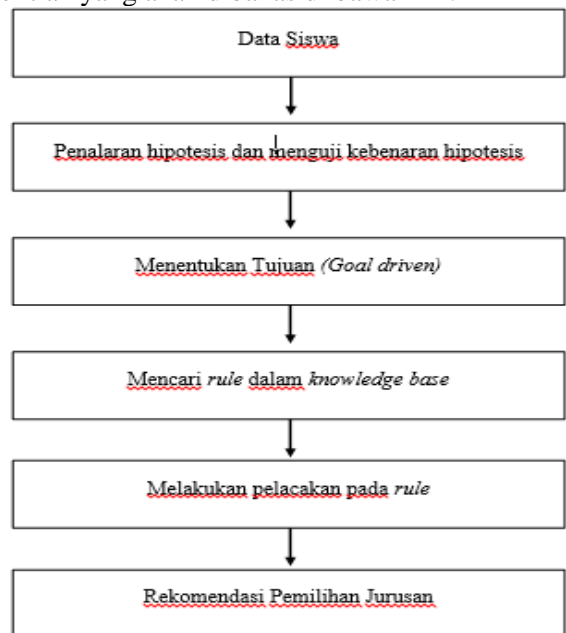 Data Siswa
Penalaran hipotesis dan menguji kebenaran hipotesis
Menentukan Tujuan (Goal driven)
Mencari rule dalam knowledge base
Melakukan pelacakan pada rule
Rekomendasi Pemilihan Jurusan